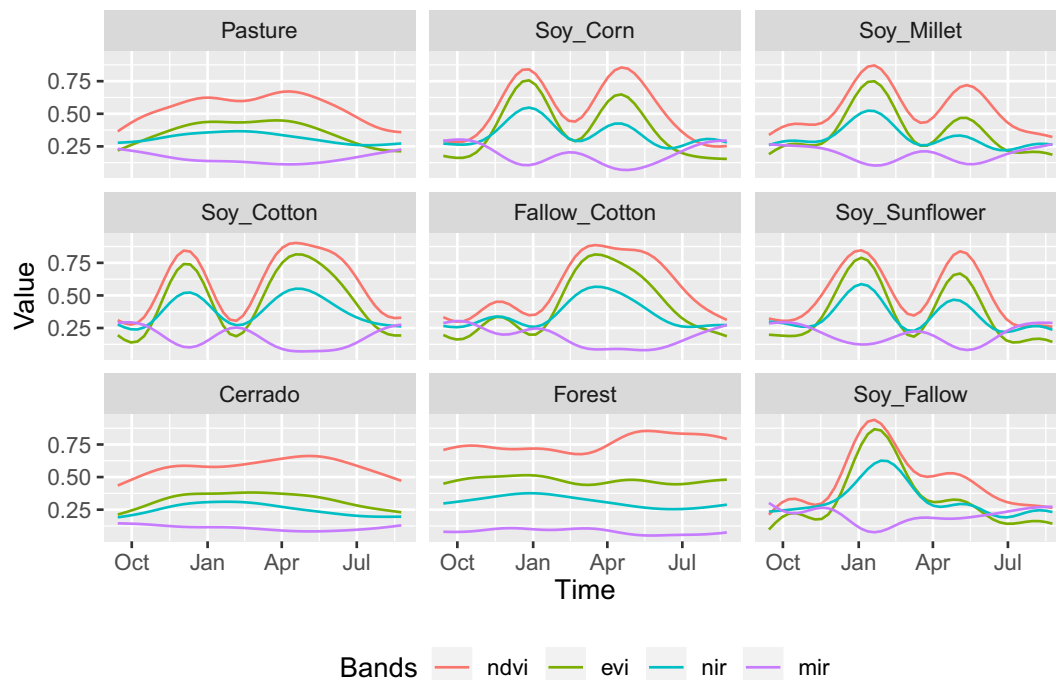 Pasture Soy_Corn Soy_Millet
0.75
0.50
0.25
Soy_Cotton Fallow_Cotton Soy_Sunflower
0.75
0.50
0.25
Value
Cerrado Forest Soy_Fallow
0.75
0.50
0.25
Oct Jan Apr Jul Oct Jan Apr Jul Oct Jan Apr Jul
Time
Bands ndvi evi nir mir